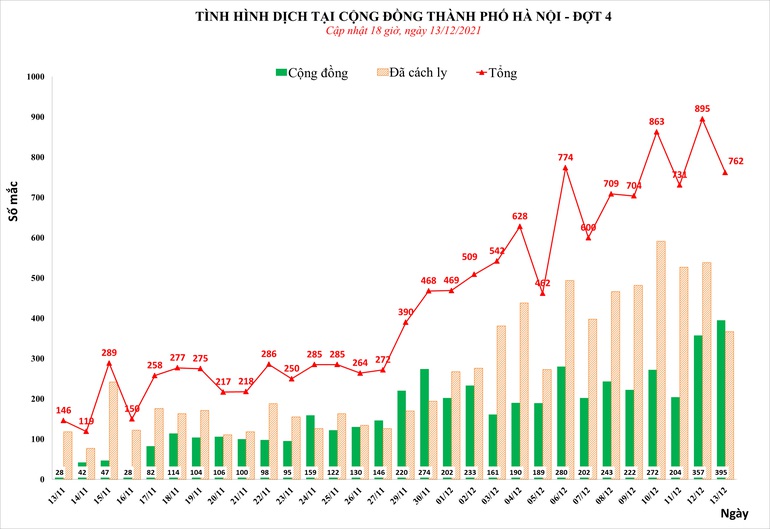 TÌNH HÌNH DỊCH TẠI CỘNG ĐỒNG THÀNH PHỐ HÀ NỘI - ĐỢT 4
Cập nhật 18 giờ, ngày 13/12/2021
Cộng đồng Đã cách ly Tổng
Số mắc
1000
900
800
700
600
500
400
300
200
100
0
146 119 289 150 258 277 275 217 218 286 250 285 285 264 272 390 468 469 509 542 628 462 774 600 709 704 863 731 895 762
28 42 47 28 82 114 104 106 100 98 95 159 122 130 146 220 274 202 233 161 190 189 280 202 243 222 272 204 357 395
13/11 14/11 15/11 16/11 17/11 18/11 19/11 20/11 21/11 22/11 23/11 24/11 25/11 26/11 27/11 29/11 30/11 01/12 02/12 03/12 04/12 05/12 06/12 07/12 08/12 09/12 10/12 11/12 12/12 13/12
Ngày